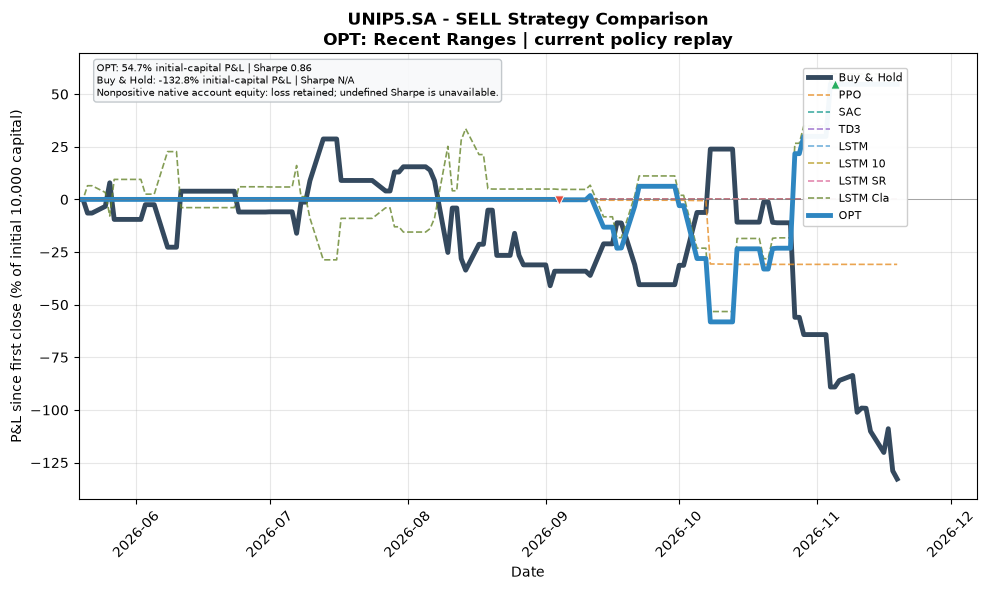 UNIP5.SA - SELL Strategy Comparison
OPT: Recent Ranges | current policy replay
OPT: 54.7% initial-capital P&L | Sharpe 0.86
Buy & Hold: -132.8% initial-capital P&L | Sharpe N/A
Nonpositive native account equity: loss retained; undefined Sharpe is unavailable.
Buy & Hold
PPO
SAC
TD3
LSTM
LSTM 10
LSTM SR
LSTM Cla
OPT
P&L since first close (% of initial 10,000 capital)
50
25
0
−25
−50
−75
−100
−125
2026-06
2026-07
2026-08
2026-09
2026-10
2026-11
2026-12
Date